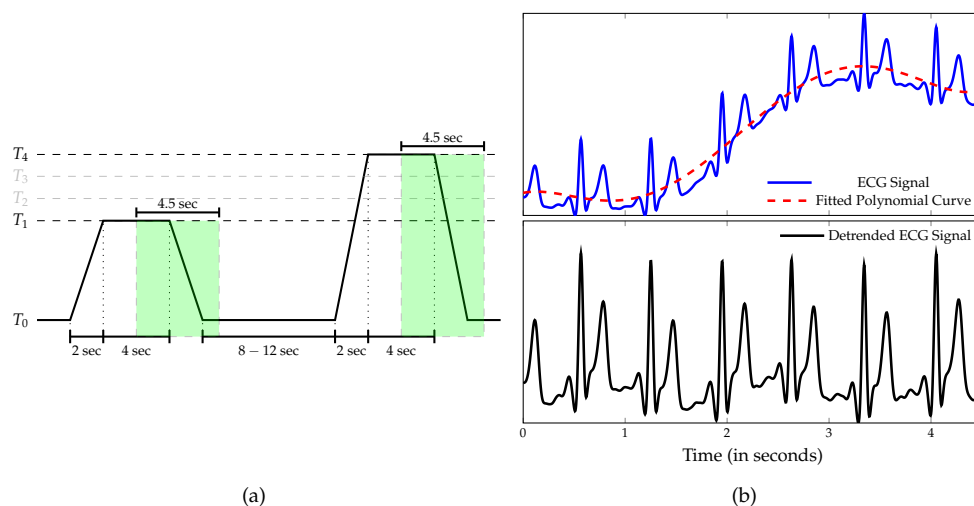 4.5 sec
T₄
T₃
T₂
4.5 sec
T₁
T₀
2 sec
4 sec
8 − 12 sec
2 sec
4 sec
(a)
ECG Signal
Fitted Polynomial Curve
Detrended ECG Signal
0
1
2
3
4
Time (in seconds)
(b)